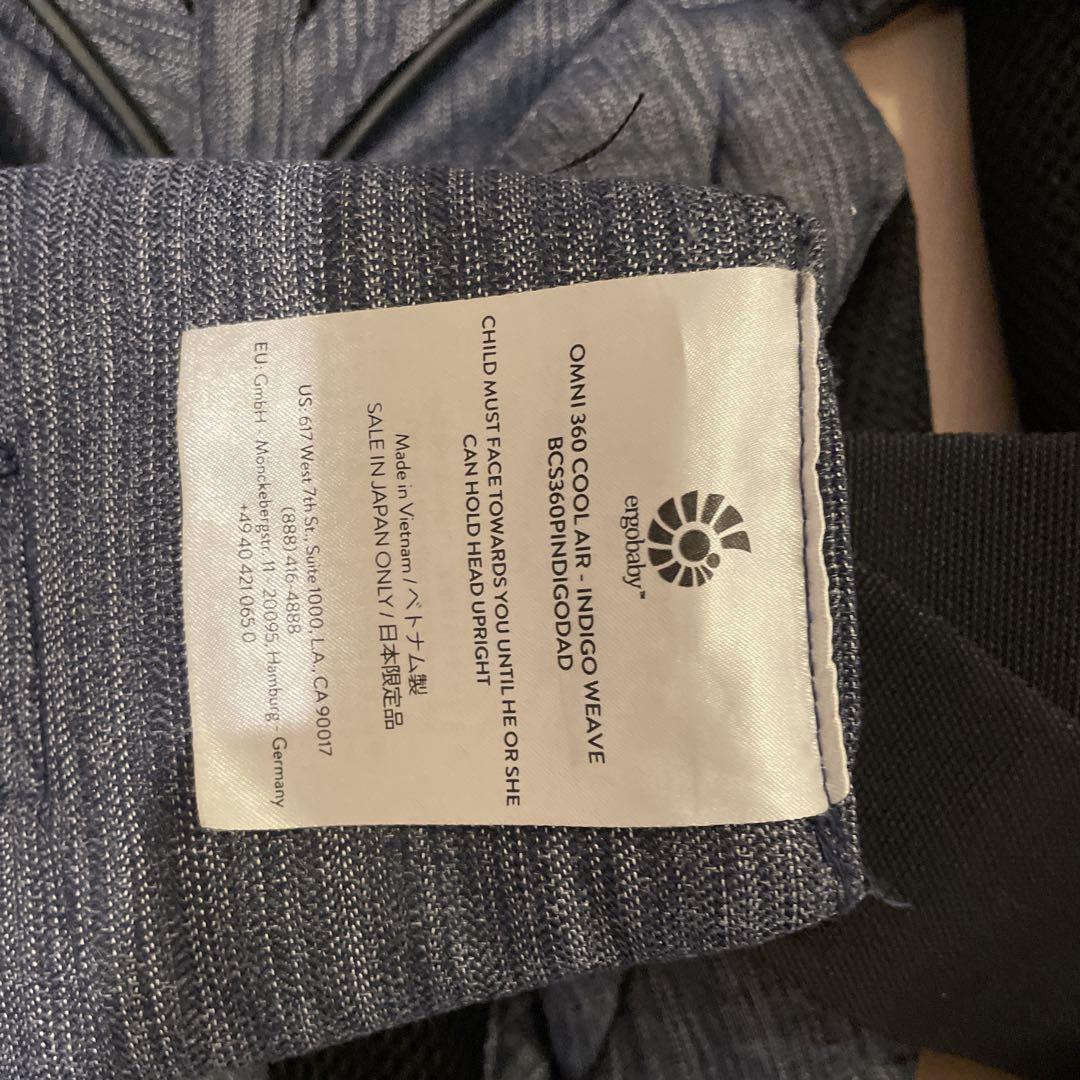 ergobaby™
OMNI 360 COOL AIR - INDIGO WEAVE
BCS360PINDIGODAD
CHILD MUST FACE TOWARDS YOU UNTIL HE OR SHE
CAN HOLD HEAD UPRIGHT
Made in Vietnam / ベトナム製
SALE IN JAPAN ONLY / 日本限定品
US: 617 West 7th St., Suite 1000, L.A. CA 90017
(888) 416-4888
EU: GmbH - Mönckebergstr. 11 - 20095, Hamburg - Germany
+49 40 421 065 0